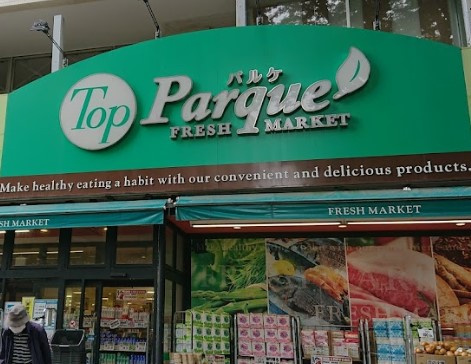 Top
パルケ
Parque
FRESH MARKET
Make healthy eating a habit with our convenient and delicious products.
SH MARKET
FRESH MARKET
FRESH